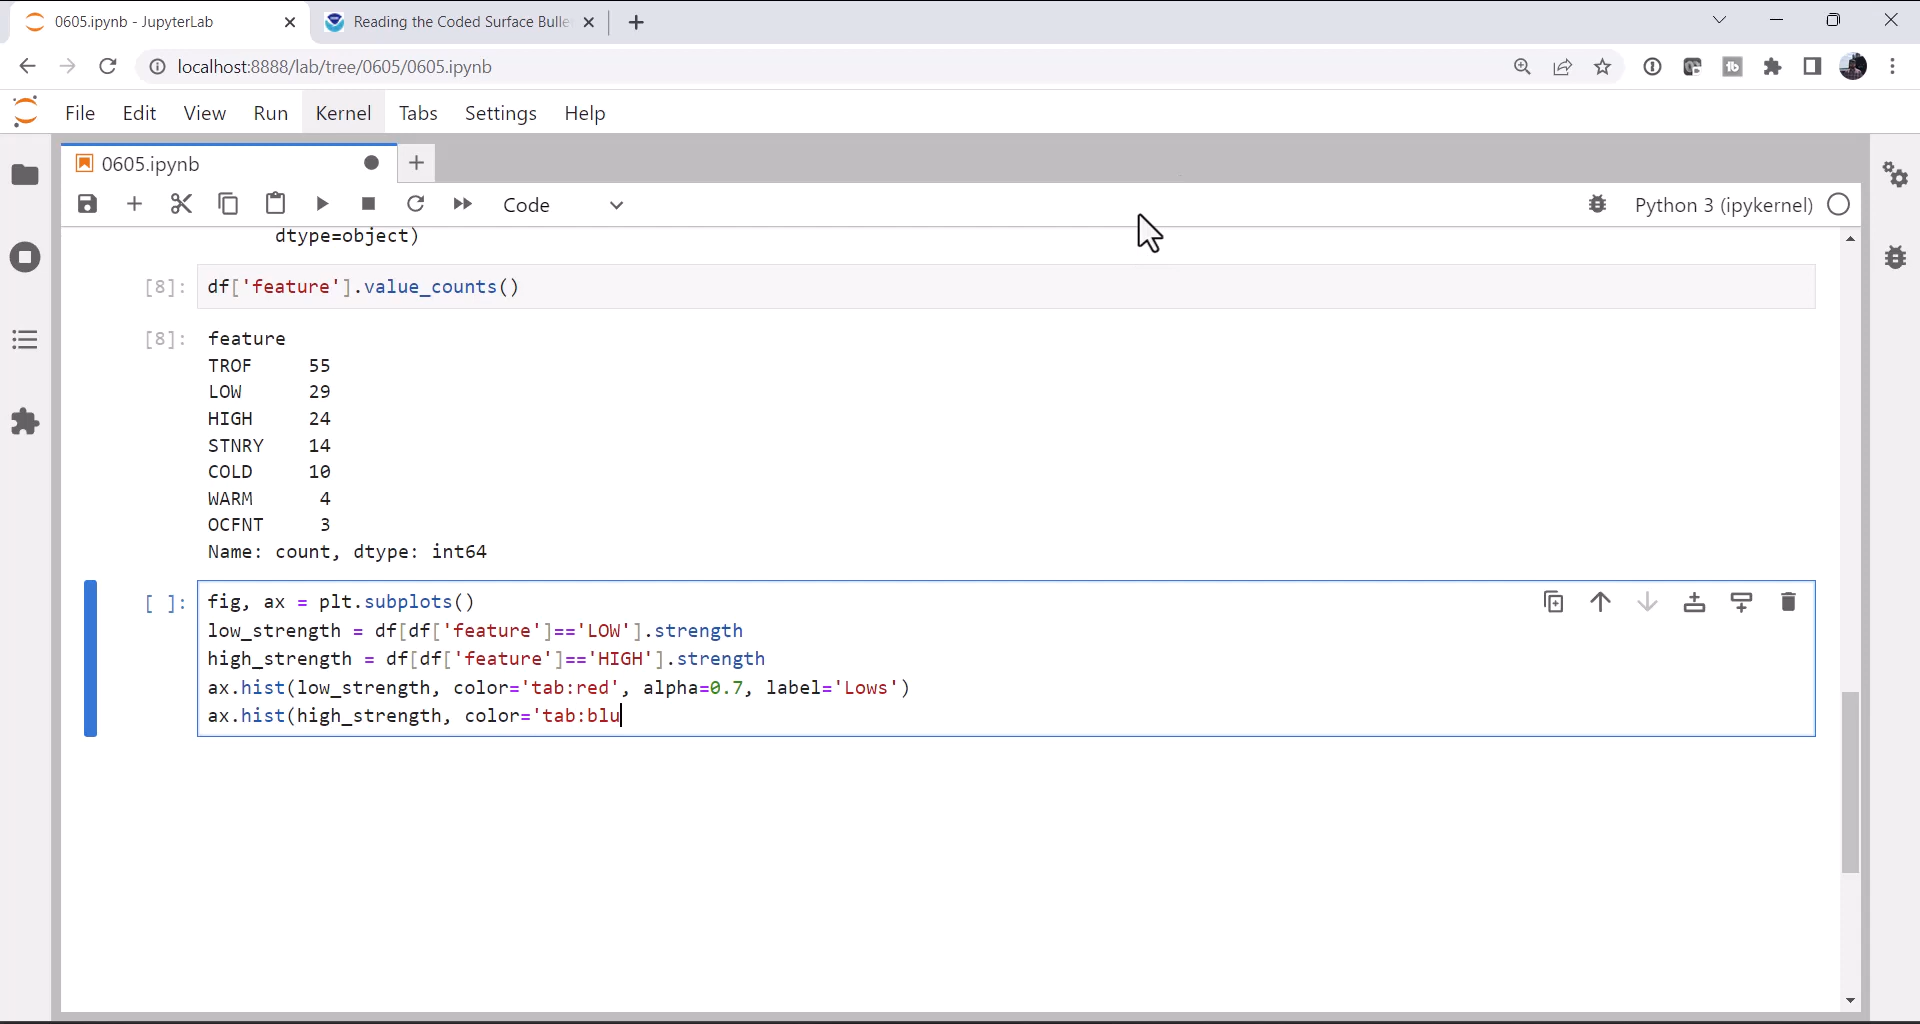 0605.ipynb - JupyterLab
Reading the Coded Surface Bulle
localhost:8888/lab/tree/0605/0605.ipynb
File Edit View Run Kernel Tabs Settings Help
0605.ipynb
Code
Python 3 (ipykernel)
dtype=object)
[8]: df['feature'].value_counts()
[8]: feature
TROF 55
LOW 29
HIGH 24
STNRY 14
COLD 10
WARM 4
OCFNT 3
Name: count, dtype: int64
[ ]: fig, ax = plt.subplots()
low_strength = df[df['feature']=='LOW'].strength
high_strength = df[df['feature']=='HIGH'].strength
ax.hist(low_strength, color='tab:red', alpha=0.7, label='Lows')
ax.hist(high_strength, color='tab:blu